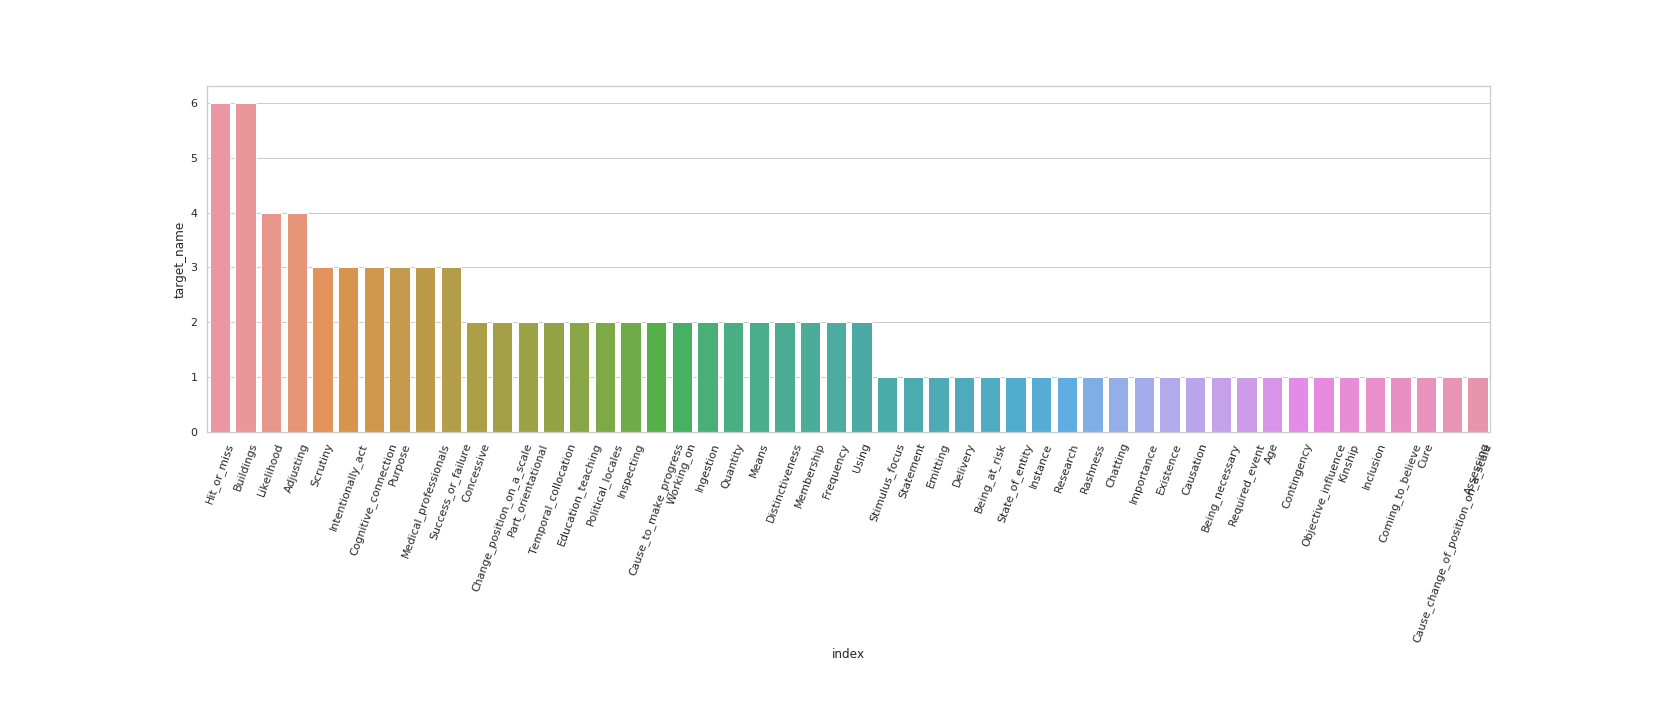 6
5
4
3
2
1
0
target_name
Hit_or_miss
Buildings
Likelihood
Adjusting
Scrutiny
Intentionally_act
Cognitive_connection
Purpose
Medical_professionals
Success_or_failure
Concessive
Change_position_on_a_scale
Part_orientational
Temporal_collocation
Education_teaching
Political_locales
Inspecting
Cause_to_make_progress
Working_on
Ingestion
Quantity
Means
Distinctiveness
Membership
Frequency
Using
Stimulus_focus
Statement
Emitting
Delivery
Being_at_risk
State_of_entity
Instance
Research
Rashness
Chatting
Importance
Existence
Causation
Being_necessary
Required_event
Age
Contingency
Objective_influence
Kinship
Inclusion
Coming_to_believe
Cure
Cause_change_of_position_on_a_scale
Assessing
index